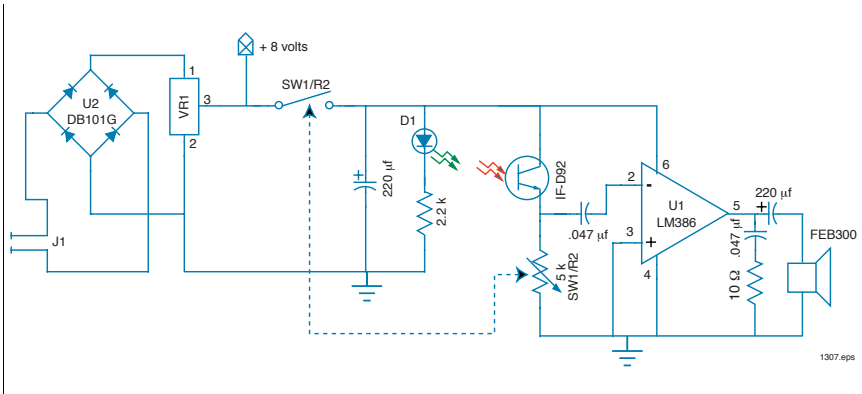 + 8 volts
U2
DB101G
1
VR1
3
2
J1
SW1/R2
220 µf
D1
2.2 k
IF-D92
.047 µf
5 k
SW1/R2
2
-
3
+
6
U1
LM386
4
5
+
220 µf
.047 µf
10 Ω
FEB300
+
1307.eps